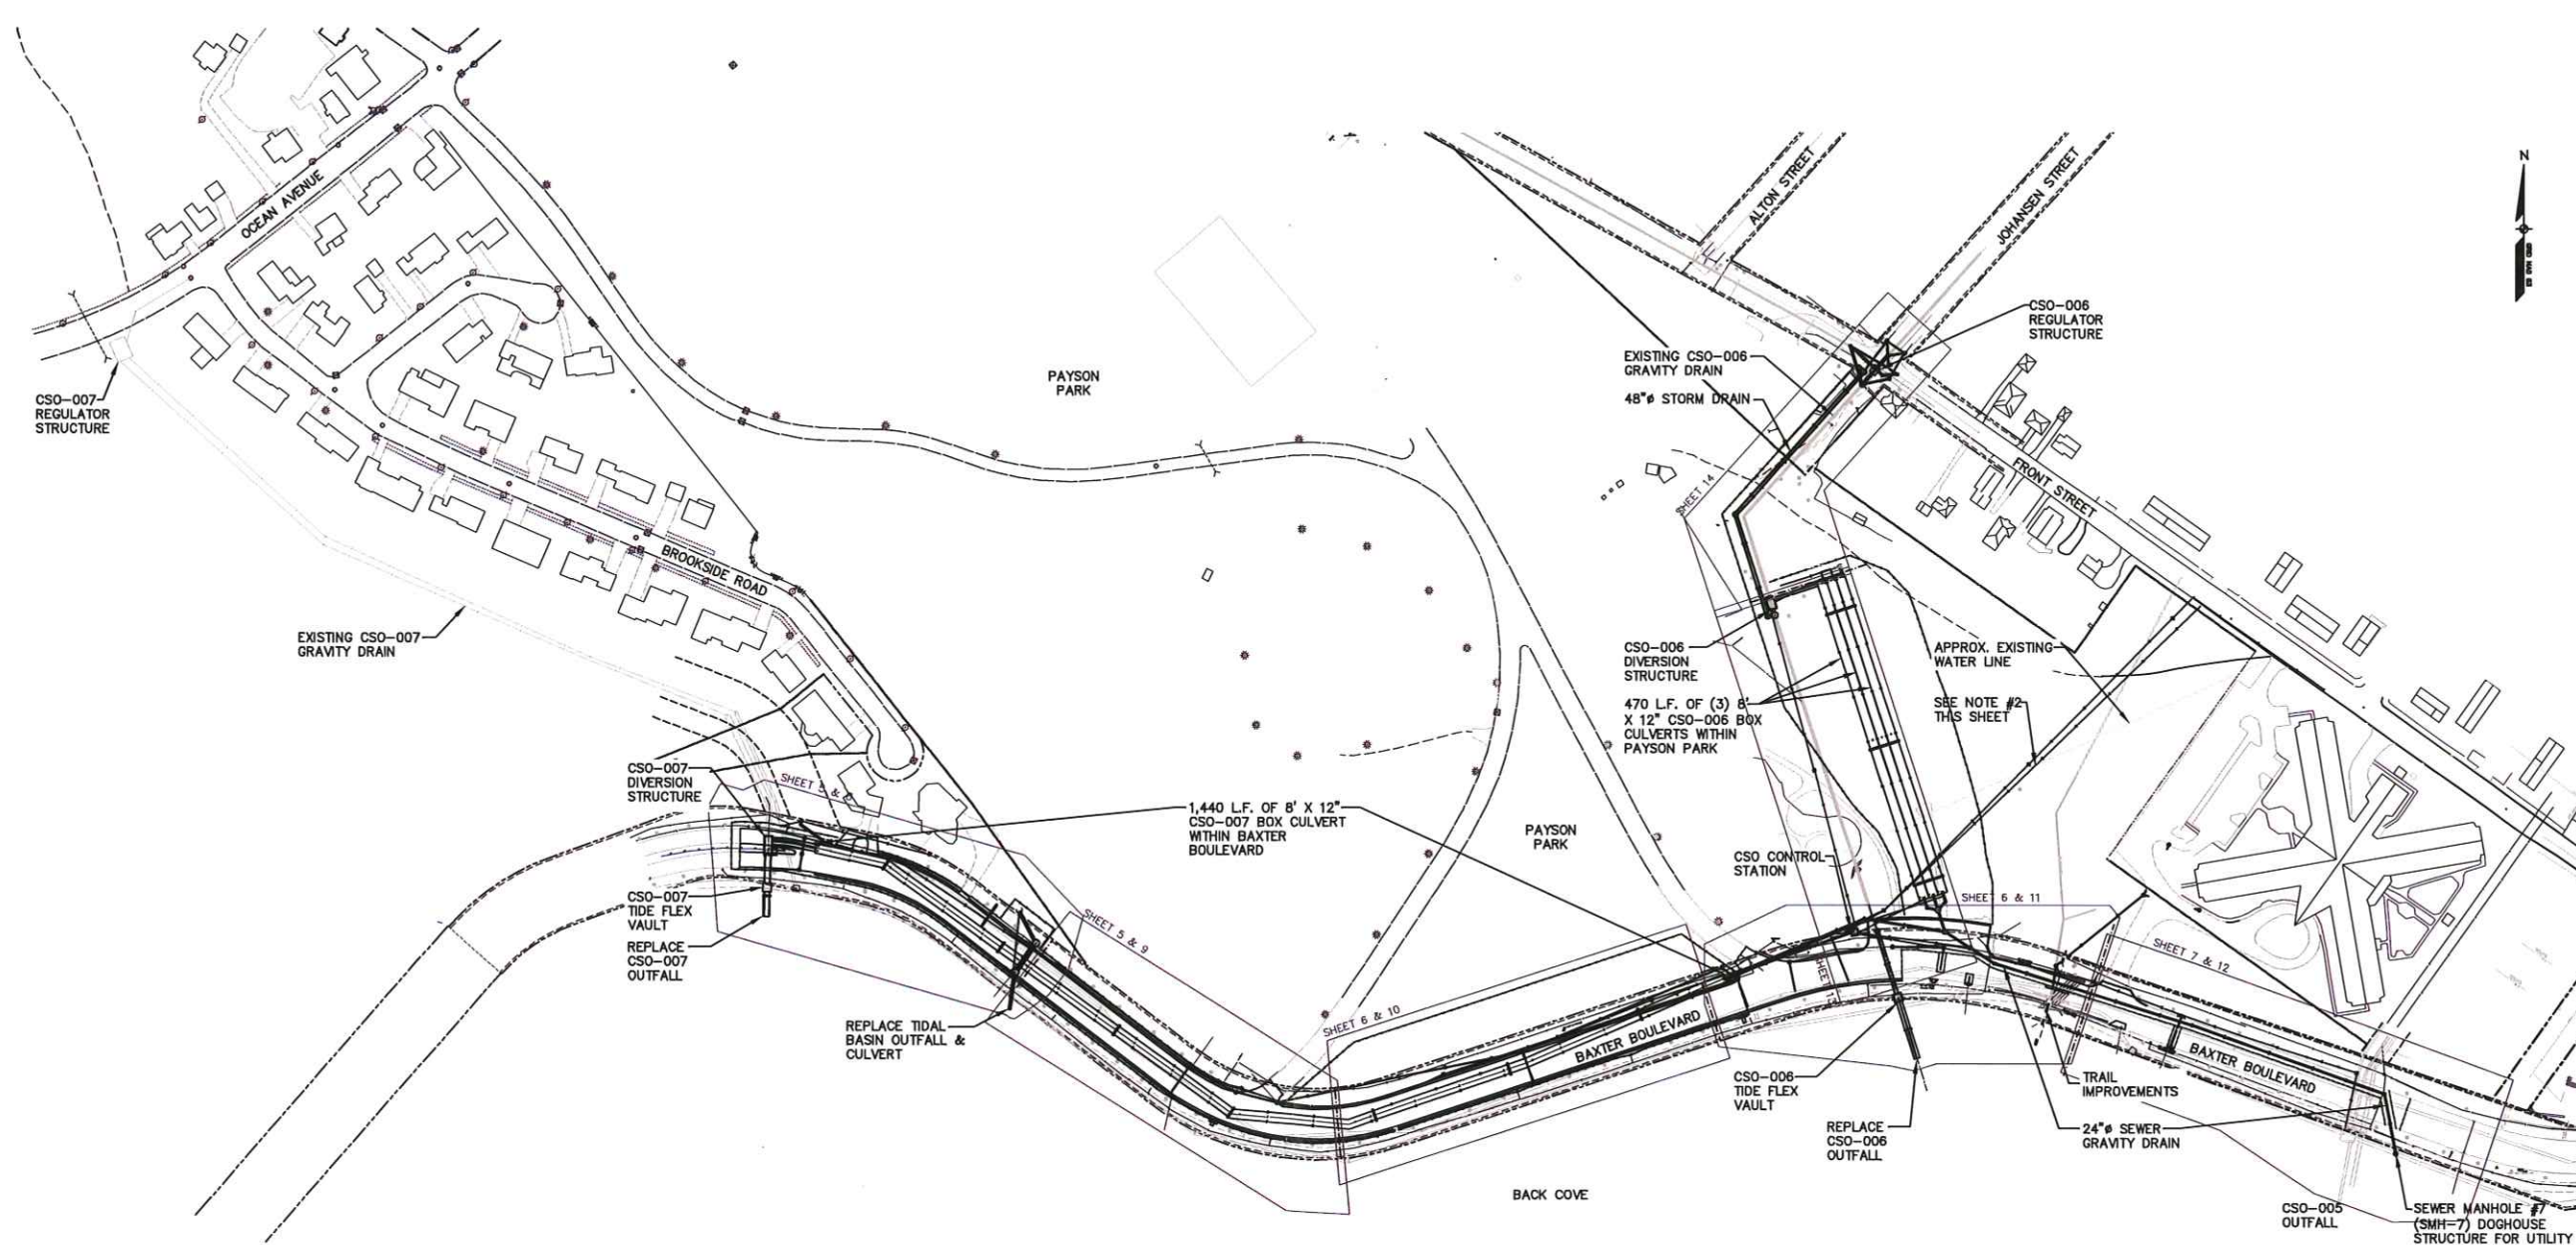 OCEAN AVENUE
CSO-007
REGULATOR
STRUCTURE
PAYSON
PARK
ALTON STREET
JOHANSEN STREET
N
CSO-006
REGULATOR
STRUCTURE
EXISTING CSO-006
GRAVITY DRAIN
48"ø STORM DRAIN
FRONT STREET
SHEET 14
BROOKSIDE ROAD
EXISTING CSO-007
GRAVITY DRAIN
CSO-006
DIVERSION
STRUCTURE
470 L.F. OF (3) 8'
X 12" CSO-006 BOX
CULVERTS WITHIN
PAYSON PARK
APPROX. EXISTING
WATER LINE
SEE NOTE #2
THIS SHEET
CSO-007
DIVERSION
STRUCTURE
1,440 L.F. OF 8' X 12"
CSO-007 BOX CULVERT
WITHIN BAXTER
BOULEVARD
PAYSON
PARK
CSO CONTROL
STATION
SHEET 6 & 11
CSO-007
TIDE FLEX
VAULT
SHEET 5 & 9
SHEET 7 & 12
REPLACE
CSO-007
OUTFALL
REPLACE TIDAL
BASIN OUTFALL &
CULVERT
SHEET 6 & 10
BAXTER BOULEVARD
BAXTER BOULEVARD
CSO-006
TIDE FLEX
VAULT
TRAIL
IMPROVEMENTS
REPLACE
CSO-006
OUTFALL
24"ø SEWER
GRAVITY DRAIN
BACK COVE
CSO-005
OUTFALL
SEWER MANHOLE #7
(SMH-7) DOGHOUSE
STRUCTURE FOR UTILITY